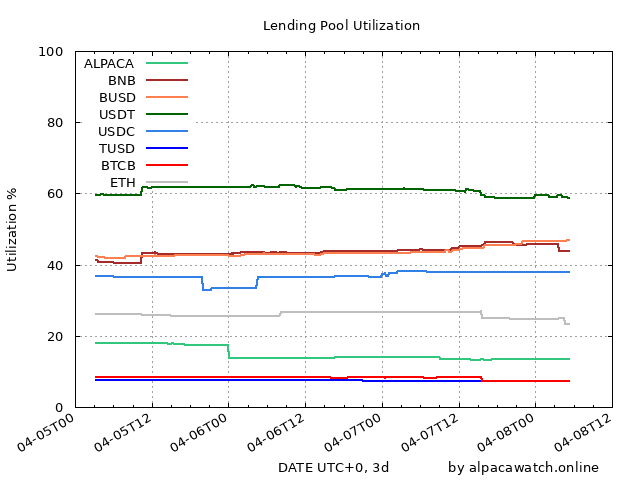 Lending Pool Utilization
100
80
60
40
20
0
Utilization %
ALPACA
BNB
BUSD
USDT
USDC
TUSD
BTCB
ETH
04-05T00
04-05T12
04-06T00
04-06T12
04-07T00
04-07T12
04-08T00
04-08T12
DATE UTC+0, 3d
by alpacawatch.online